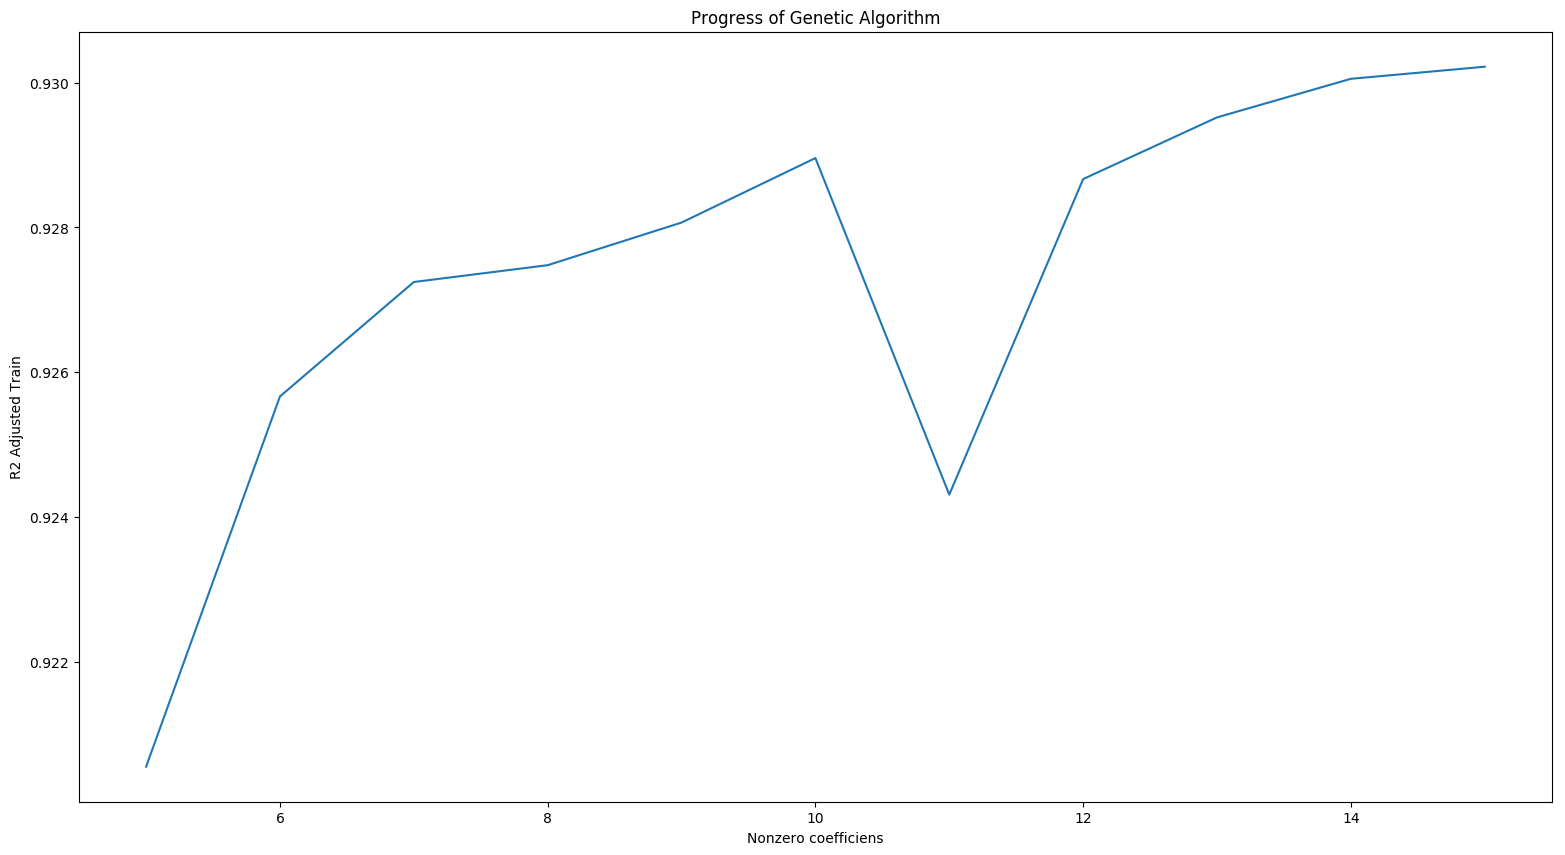 Progress of Genetic Algorithm
R2 Adjusted Train
0.930
0.928
0.926
0.924
0.922
6 8 10 12 14
Nonzero coefficiens